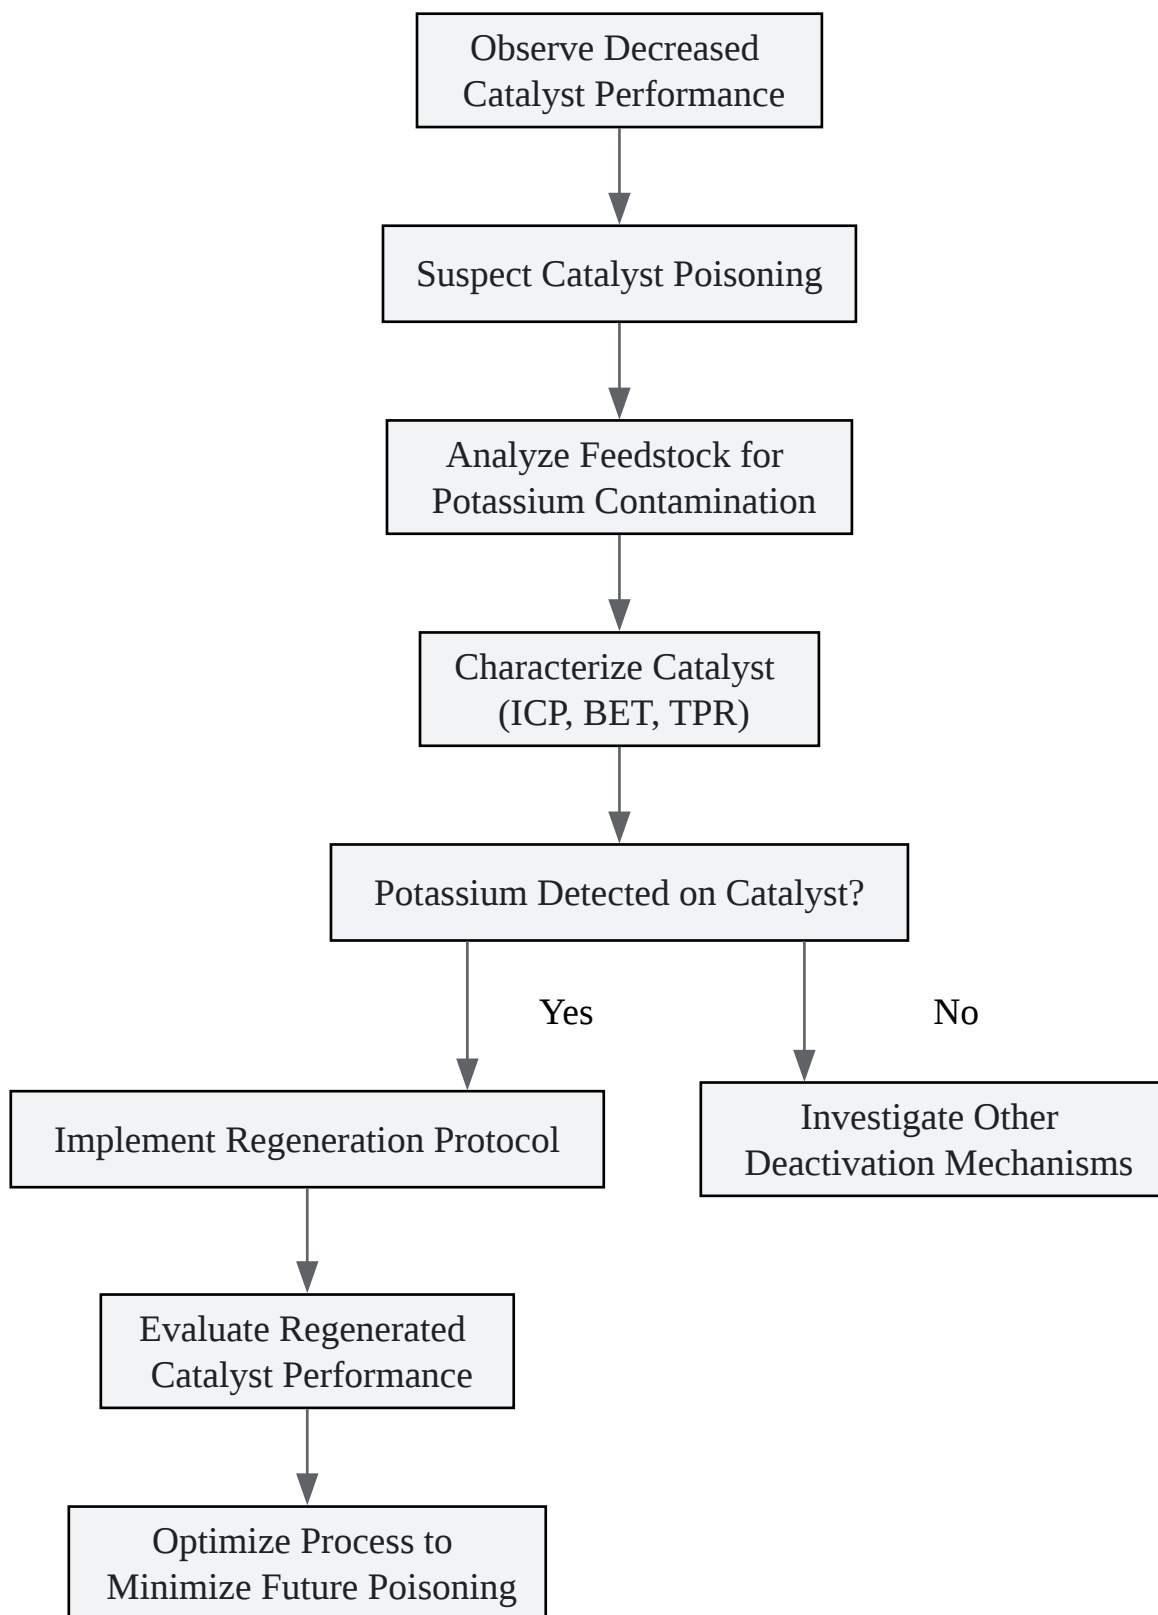 Observe Decreased
Catalyst Performance
Suspect Catalyst Poisoning
Analyze Feedstock for
Potassium Contamination
Characterize Catalyst
(ICP, BET, TPR)
Potassium Detected on Catalyst?
Yes
No
Implement Regeneration Protocol
Investigate Other
Deactivation Mechanisms
Evaluate Regenerated
Catalyst Performance
Optimize Process to
Minimize Future Poisoning